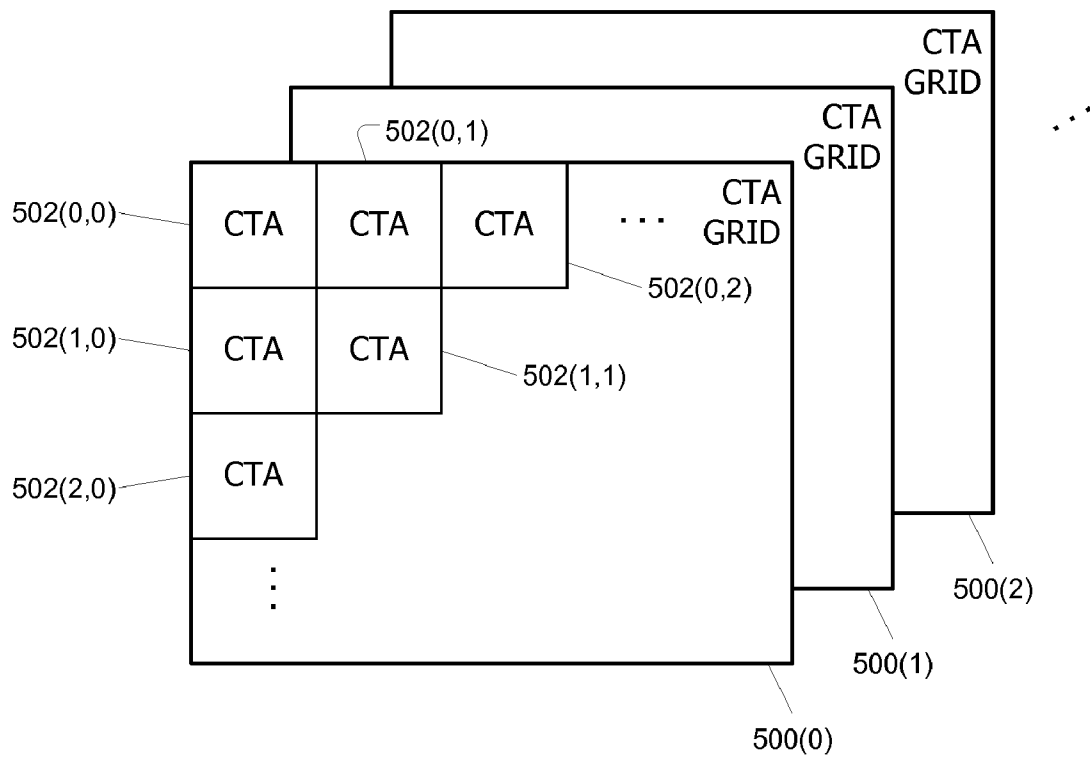 CTA
GRID
CTA
GRID
502(0,1)
CTA
GRID
502(0,0)
CTA
CTA
CTA
...
502(0,2)
502(1,0)
CTA
CTA
502(1,1)
CTA
502(2,0)
500(2)
500(1)
500(0)